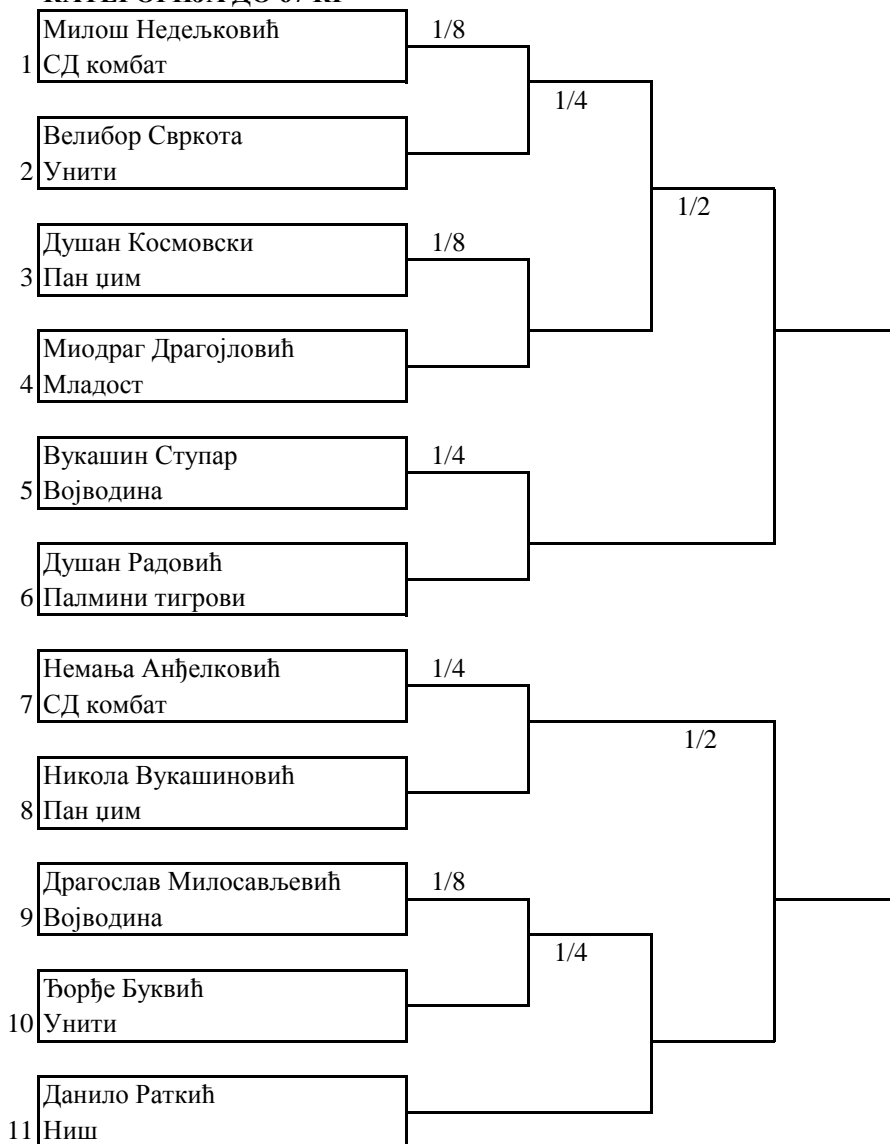 Милош Недељковић 1/8
1 СД комбат
1/4
Велибор Свркота
2 Унити
1/2
Душан Космовски 1/8
3 Пан џим
Миодраг Драгојловић
4 Младост
Вукашин Ступар 1/4
5 Војводина
Душан Радовић
6 Палмини тигрови
Немања Анђелковић 1/4
7 СД комбат
1/2
Никола Вукашиновић
8 Пан џим
Драгослав Милосављевић 1/8
9 Војводина
1/4
Ђорђе Буквић
10 Унити
Данило Раткић
11 Ниш